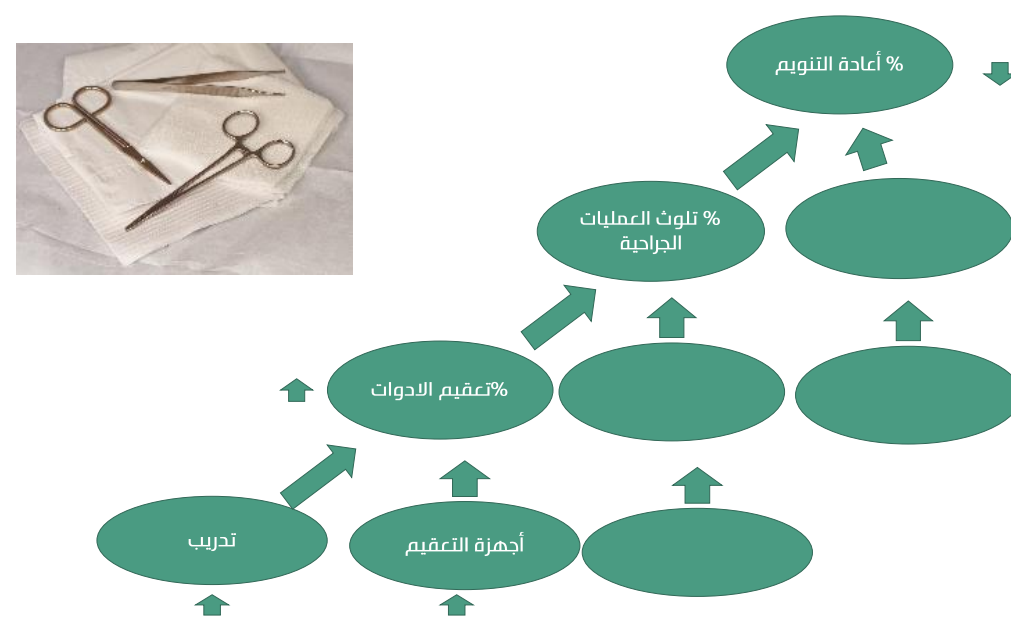 % أعادة التنويم
% تلوث العمليات
الجراحية
%تعقيم الادوات
تدريب
أجهزة التعقيم